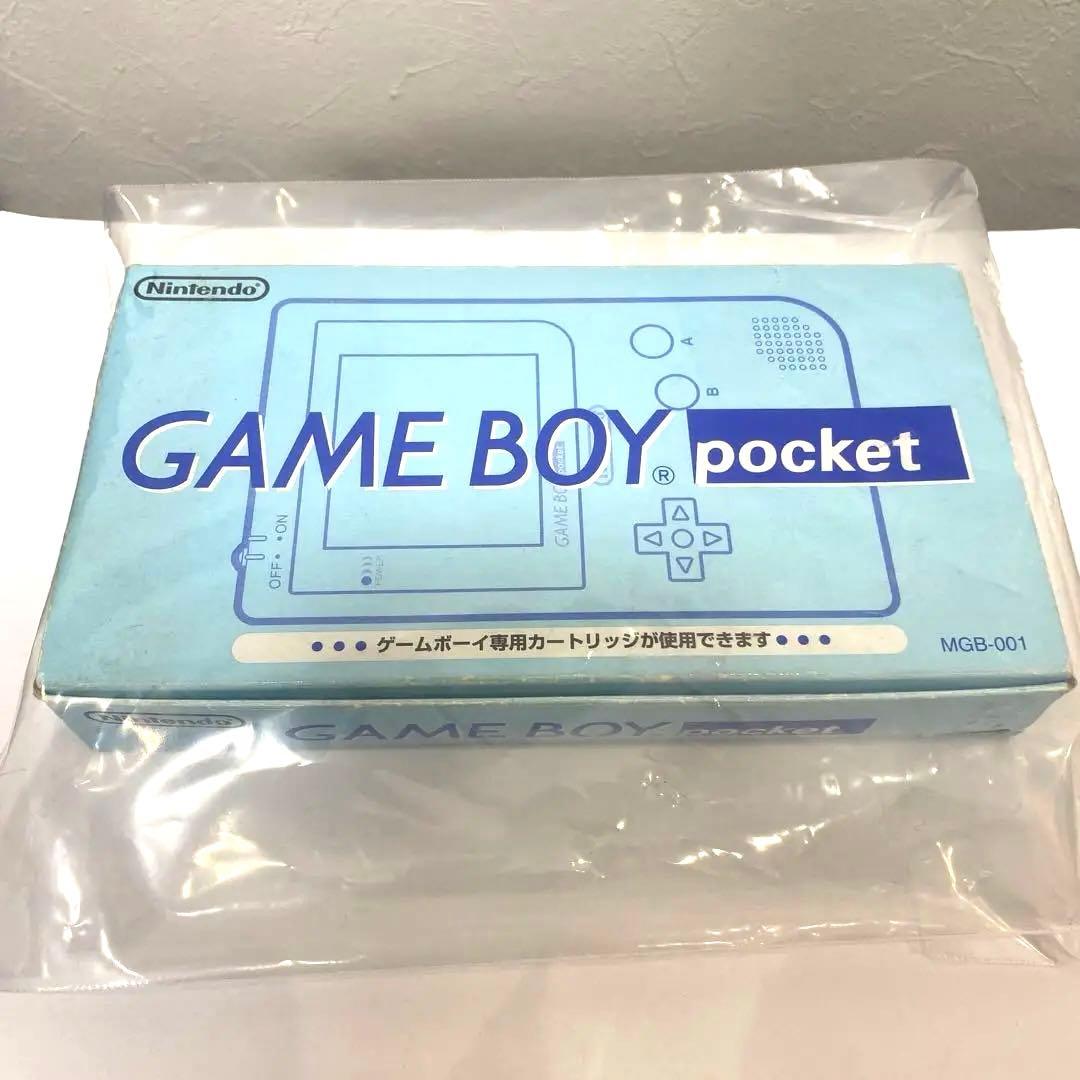 Nintendo®
A
B
GAME BOY® pocket
GAME BOY pocket
•ON
OFF•
POWER
••• ゲームボーイ専用カートリッジが使用できます •••
MGB-001
Nintendo
GAME BOY pocket